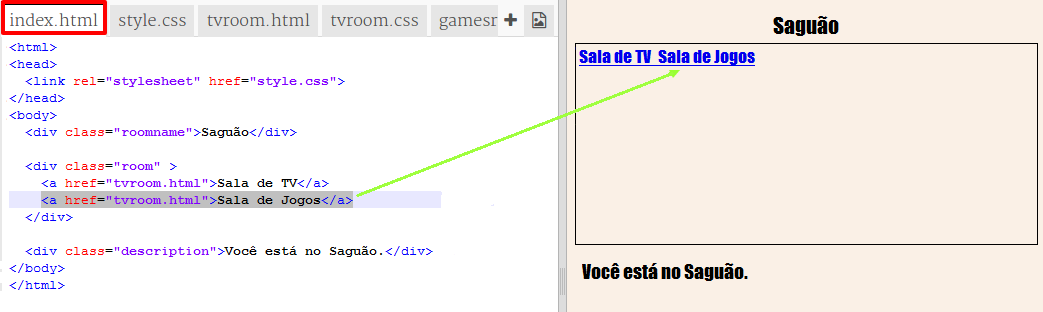 index.html style.css tvroom.html tvroom.css gamesr
<html>
<head>
<link rel="stylesheet" href="style.css">
</head>
<body>
<div class="roomname">Saguão</div>
<div class="room" >
<a href="tvroom.html">Sala de TV</a>
<a href="tvroom.html">Sala de Jogos</a>
</div>
<div class="description">Você está no Saguão.</div>
</body>
</html>
Saguão
Sala de TV Sala de Jogos
Você está no Saguão.